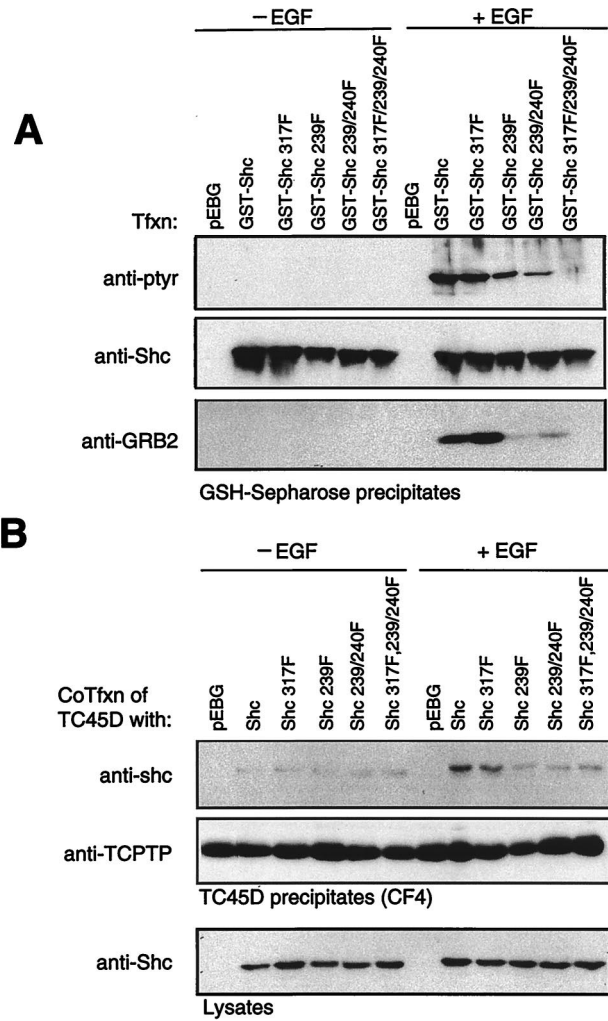 A
– EGF
+ EGF
Tfxn:
pEBG
GST-Shc
GST-Shc 317F
GST-Shc 239F
GST-Shc 239/240F
GST-Shc 317F/239/240F
pEBG
GST-Shc
GST-Shc 317F
GST-Shc 239F
GST-Shc 239/240F
GST-Shc 317F/239/240F
anti-ptyr
anti-Shc
anti-GRB2
GSH-Sepharose precipitates
B
– EGF
+ EGF
CoTfxn of
TC45D with:
pEBG
Shc
Shc 317F
Shc 239F
Shc 239/240F
Shc 317F,239/240F
pEBG
Shc
Shc 317F
Shc 239F
Shc 239/240F
Shc 317F,239/240F
anti-shc
anti-TCPTP
TC45D precipitates (CF4)
anti-Shc
Lysates